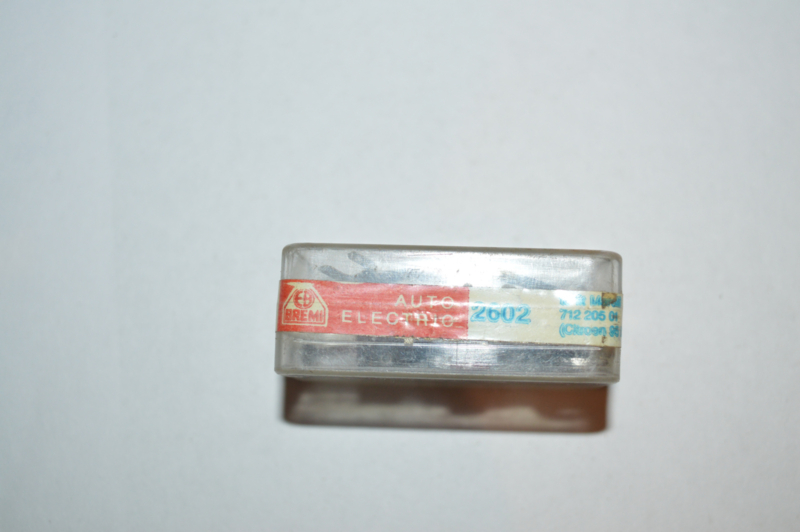 BREMI
AUTO
ELECTRIC
2602
712 205 04
(Citroen